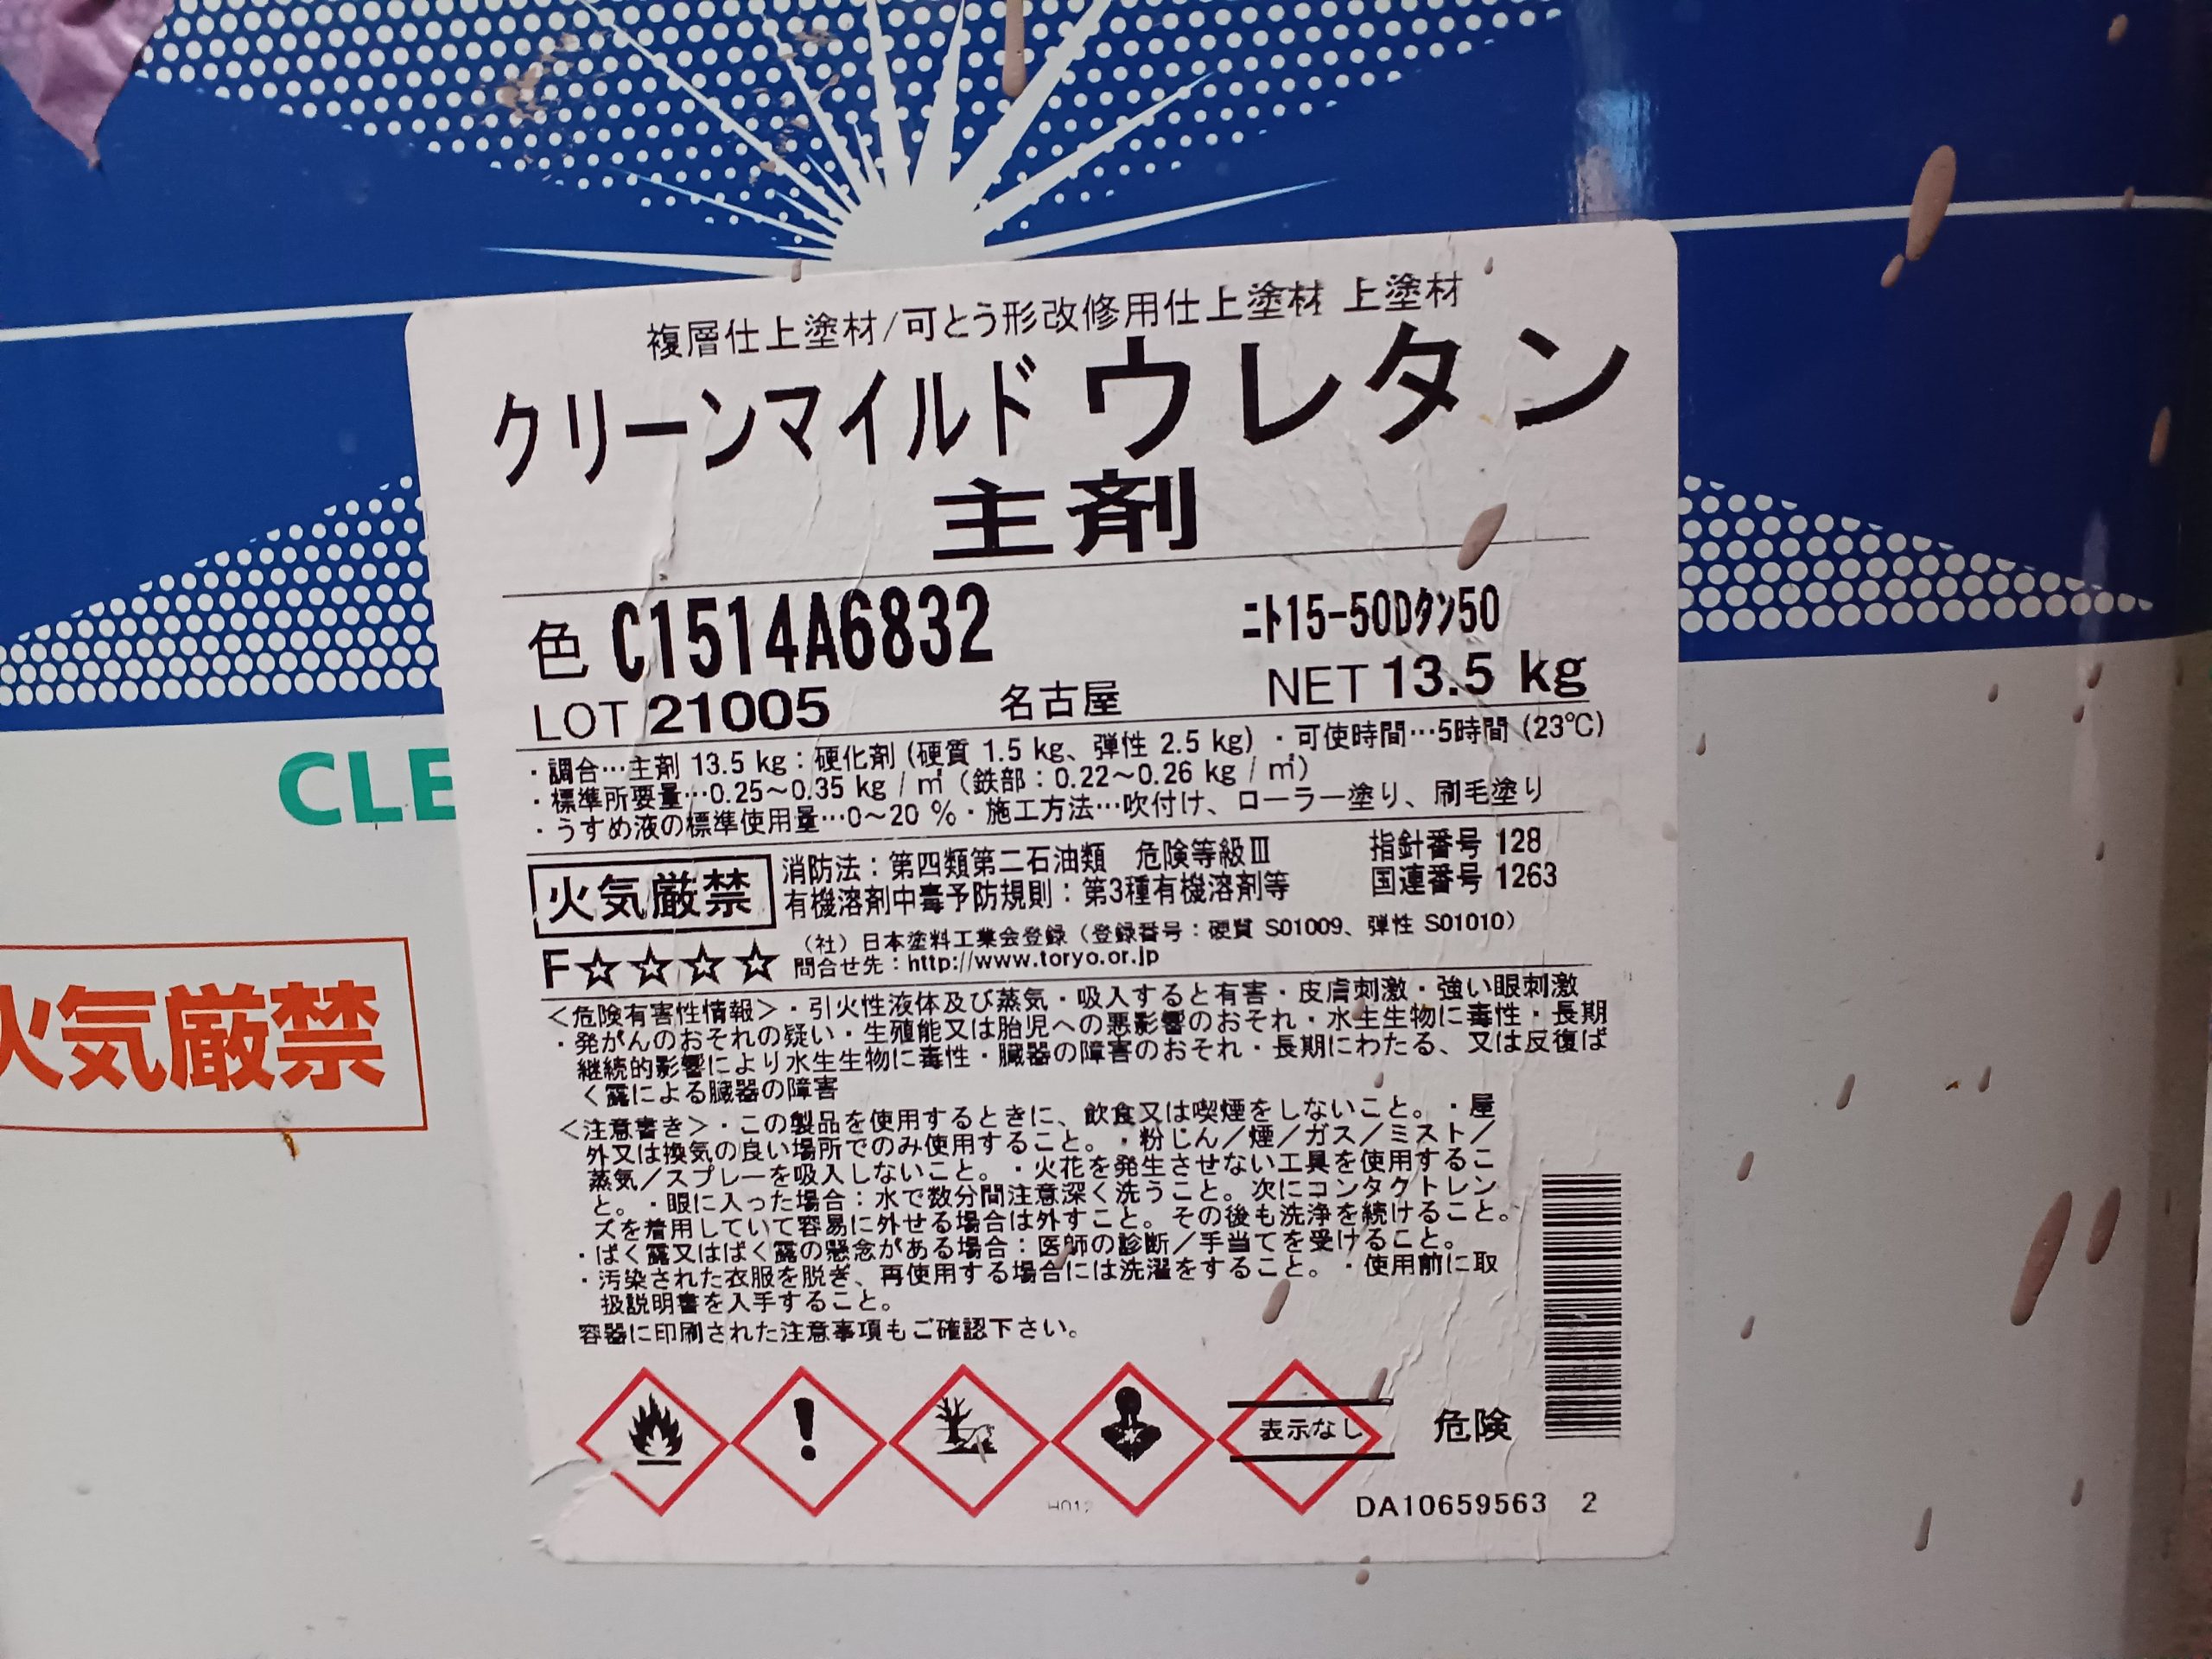 複層仕上塗材/可とう形改修用仕上塗材 上塗材
クリーンマイルド ウレタン
主剤
色 C1514A6832 ニト15-50Dタン50
LOT 21005 名古屋 NET 13.5 kg
・調合…主剤 13.5 kg：硬化剤 (硬質 1.5 kg、弾性 2.5 kg) ・可使時間…5時間 (23℃)
・標準所要量…0.25～0.35 kg / ㎡ (鉄部：0.22～0.26 kg / ㎡)
・うすめ液の標準使用量…0～20 %・施工方法…吹付け、ローラー塗り、刷毛塗り
CLE
火気厳禁
消防法：第四類第二石油類 危険等級Ⅲ 指針番号 128
有機溶剤中毒予防規則：第3種有機溶剤等 国連番号 1263
F☆☆☆☆
(社) 日本塗料工業会登録 (登録番号：硬質 S01009、弾性 S01010)
問合せ先：http://www.toryo.or.jp
火気厳禁
＜危険有害性情報＞・引火性液体及び蒸気・吸入すると有害・皮膚刺激・強い眼刺激
・発がんのおそれの疑い・生殖能又は胎児への悪影響のおそれ・水生生物に毒性・長期
継続的影響により水生生物に毒性・臓器の障害のおそれ・長期にわたる、又は反復ば
く露による臓器の障害
＜注意書き＞・この製品を使用するときに、飲食又は喫煙をしないこと。・屋
外又は換気の良い場所でのみ使用すること。・粉じん／煙／ガス／ミスト／
蒸気／スプレーを吸入しないこと。・火花を発生させない工具を使用するこ
と。・眼に入った場合：水で数分間注意深く洗うこと。次にコンタクトレン
ズを着用していて容易に外せる場合は外すこと。その後も洗浄を続けること。
・ばく露又はばく露の懸念がある場合：医師の診断／手当てを受けること。
・汚染された衣服を脱ぎ、再使用する場合には洗濯をすること。・使用前に取
扱説明書を入手すること。
容器に印刷された注意事項もご確認下さい。
表示なし
危険
DA10659563 2